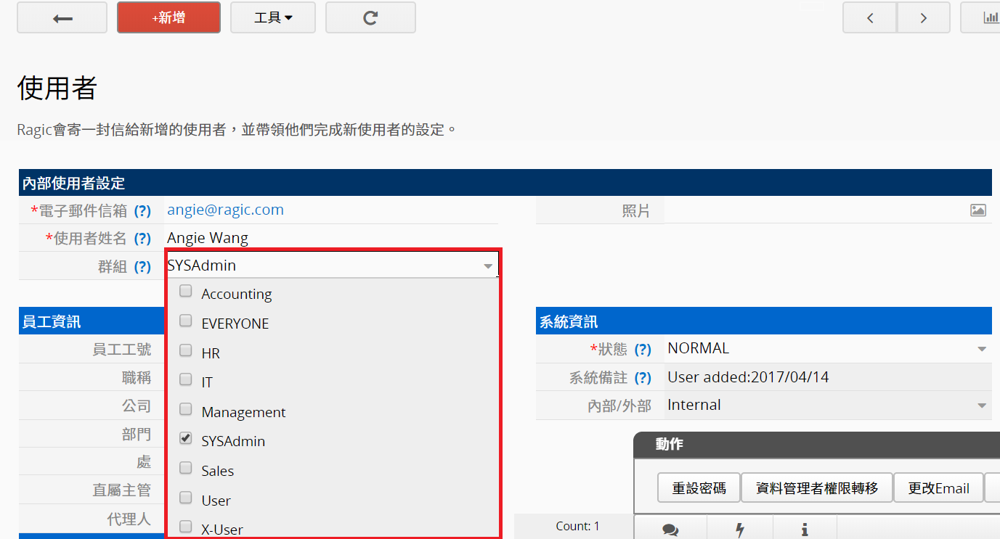 +新增
工具
使用者
Ragic會寄一封信給新增的使用者，並帶領他們完成新使用者的設定。
內部使用者設定
*電子郵件信箱 (?) angie@ragic.com
照片
*使用者姓名 (?) Angie Wang
群組 (?) SYSAdmin
Accounting
EVERYONE
HR
IT
Management
SYSAdmin
Sales
User
X-User
員工資訊
員工工號
職稱
公司
部門
處
直屬主管
代理人
系統資訊
*狀態 (?) NORMAL
系統備註 (?) User added:2017/04/14
內部/外部 Internal
動作
重設密碼 資料管理者權限轉移 更改Email
Count: 1